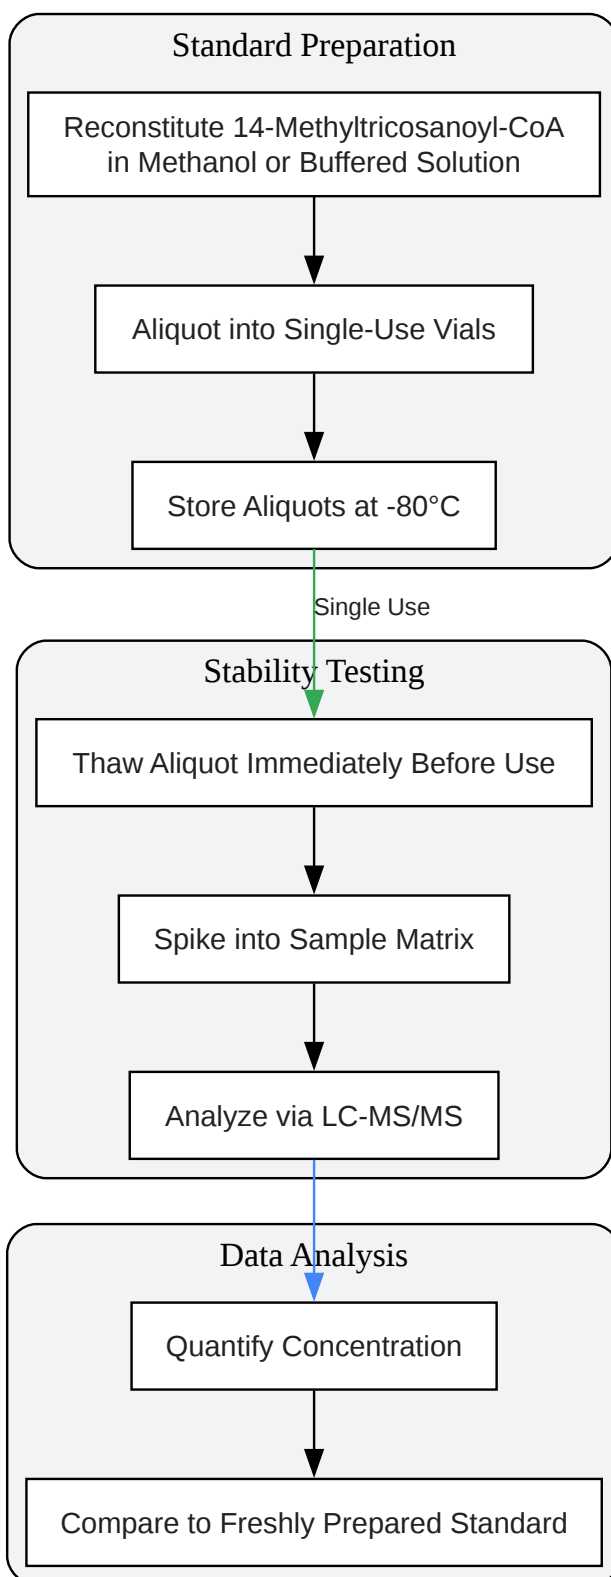 Standard Preparation
Reconstitute 14-Methyltricosanoyl-CoA
in Methanol or Buffered Solution
Aliquot into Single-Use Vials
Store Aliquots at -80°C
Single Use
Stability Testing
Thaw Aliquot Immediately Before Use
Spike into Sample Matrix
Analyze via LC-MS/MS
Data Analysis
Quantify Concentration
Compare to Freshly Prepared Standard